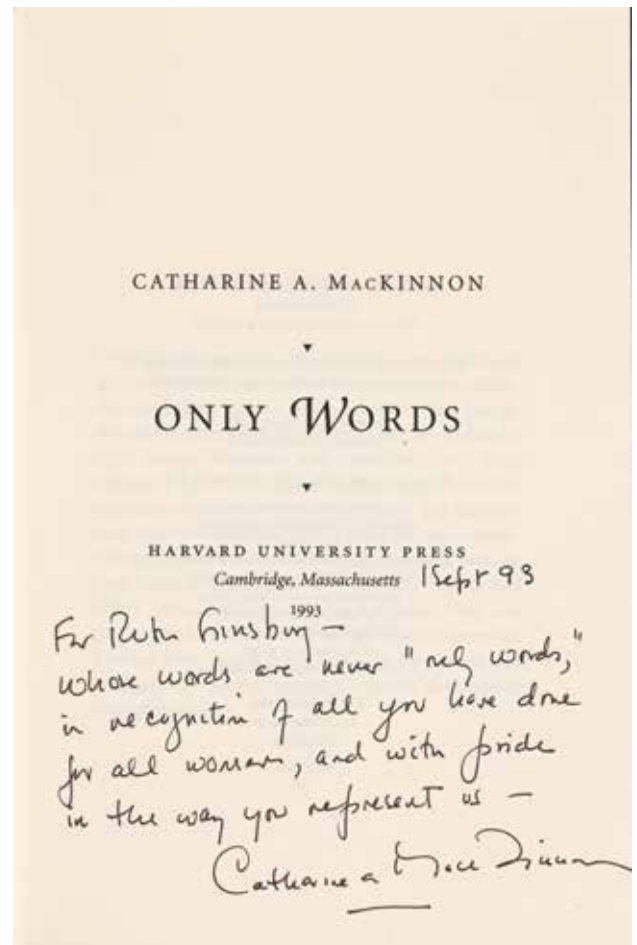 CATHARINE A. MACKINNON
ONLY WORDS
HARVARD UNIVERSITY PRESS
Cambridge, Massachusetts 1 Sept 93
1993
For Ruth Ginsburg –
whose words are never "only words,"
in recognition of all you have done
for all women, and with pride
in the way you represent us –
Catharine A MacKinnon